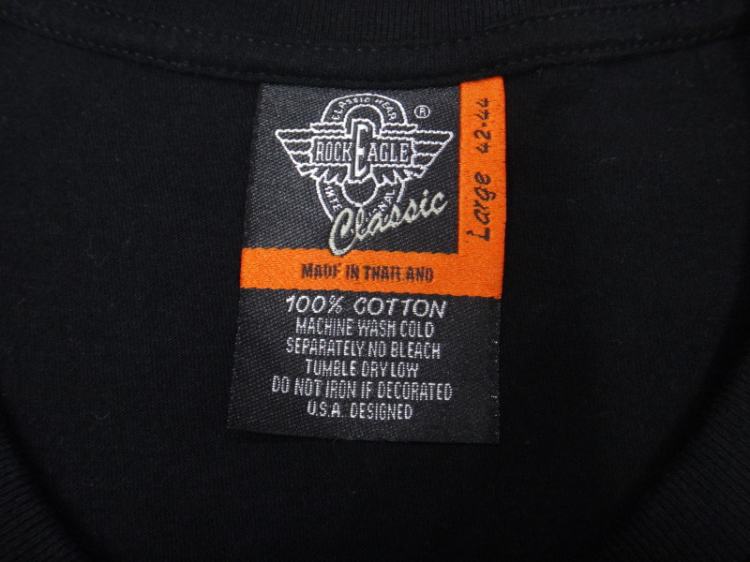 CLASSIC WEAR
®
ROCK EAGLE
Classic
Large 42-44
MADE IN THAILAND
100% COTTON
MACHINE WASH COLD
SEPARATELY NO BLEACH
TUMBLE DRY LOW
DO NOT IRON IF DECORATED
U.S.A. DESIGNED